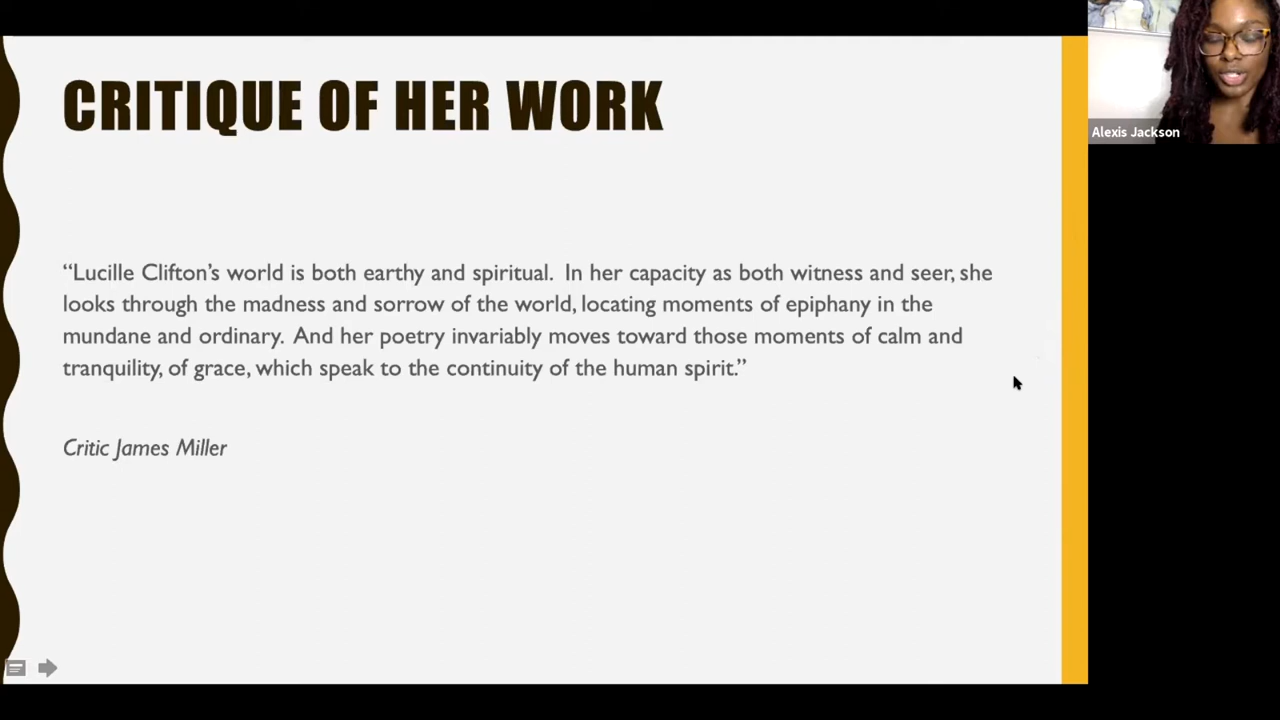 CRITIQUE OF HER WORK
Alexis Jackson
“Lucille Clifton’s world is both earthy and spiritual.  In her capacity as both witness and seer, she
looks through the madness and sorrow of the world, locating moments of epiphany in the
mundane and ordinary.  And her poetry invariably moves toward those moments of calm and
tranquility, of grace, which speak to the continuity of the human spirit.”
Critic James Miller